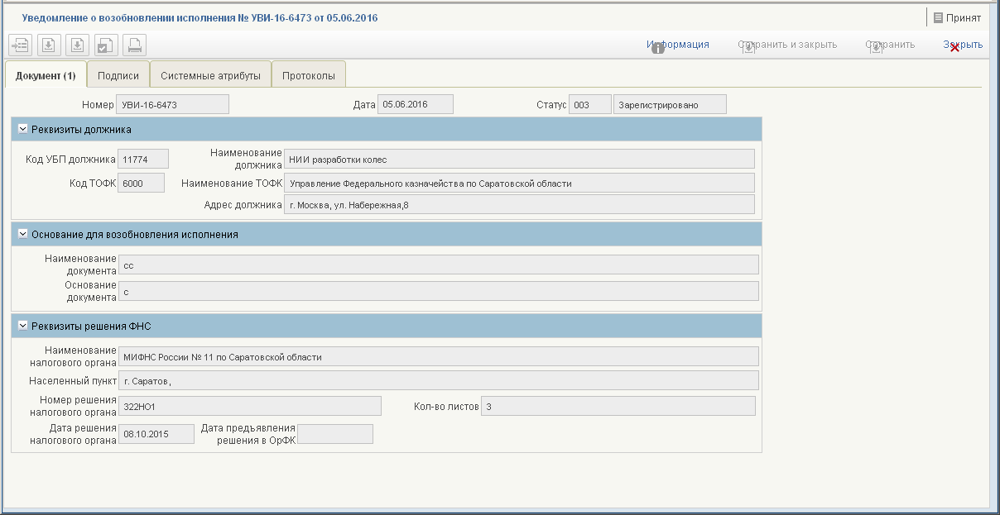 Уведомление о возобновлении исполнения № УВИ-16-6473 от 05.06.2016
Принят
Информация Сохранить и закрыть Сохранить Закрыть
Документ (1) Подписи Системные атрибуты Протоколы
Номер УВИ-16-6473 Дата 05.06.2016 Статус 003 Зарегистрировано
Реквизиты должника
Код УБП должника 11774
Наименование
должника
НИИ разработки колес
Код ТОФК 6000 Наименование ТОФК Управление Федерального казначейства по Саратовской области
Адрес должника г. Москва, ул. Набережная,8
Основание для возобновления исполнения
Наименование
документа
сс
Основание
документа
с
Реквизиты решения ФНС
Наименование
налогового органа
МИФНС России № 11 по Саратовской области
Населенный пункт г. Саратов,
Номер решения
налогового органа
322НО1
Кол-во листов 3
Дата решения
налогового органа
08.10.2015
Дата предъявления
решения в ОрФК